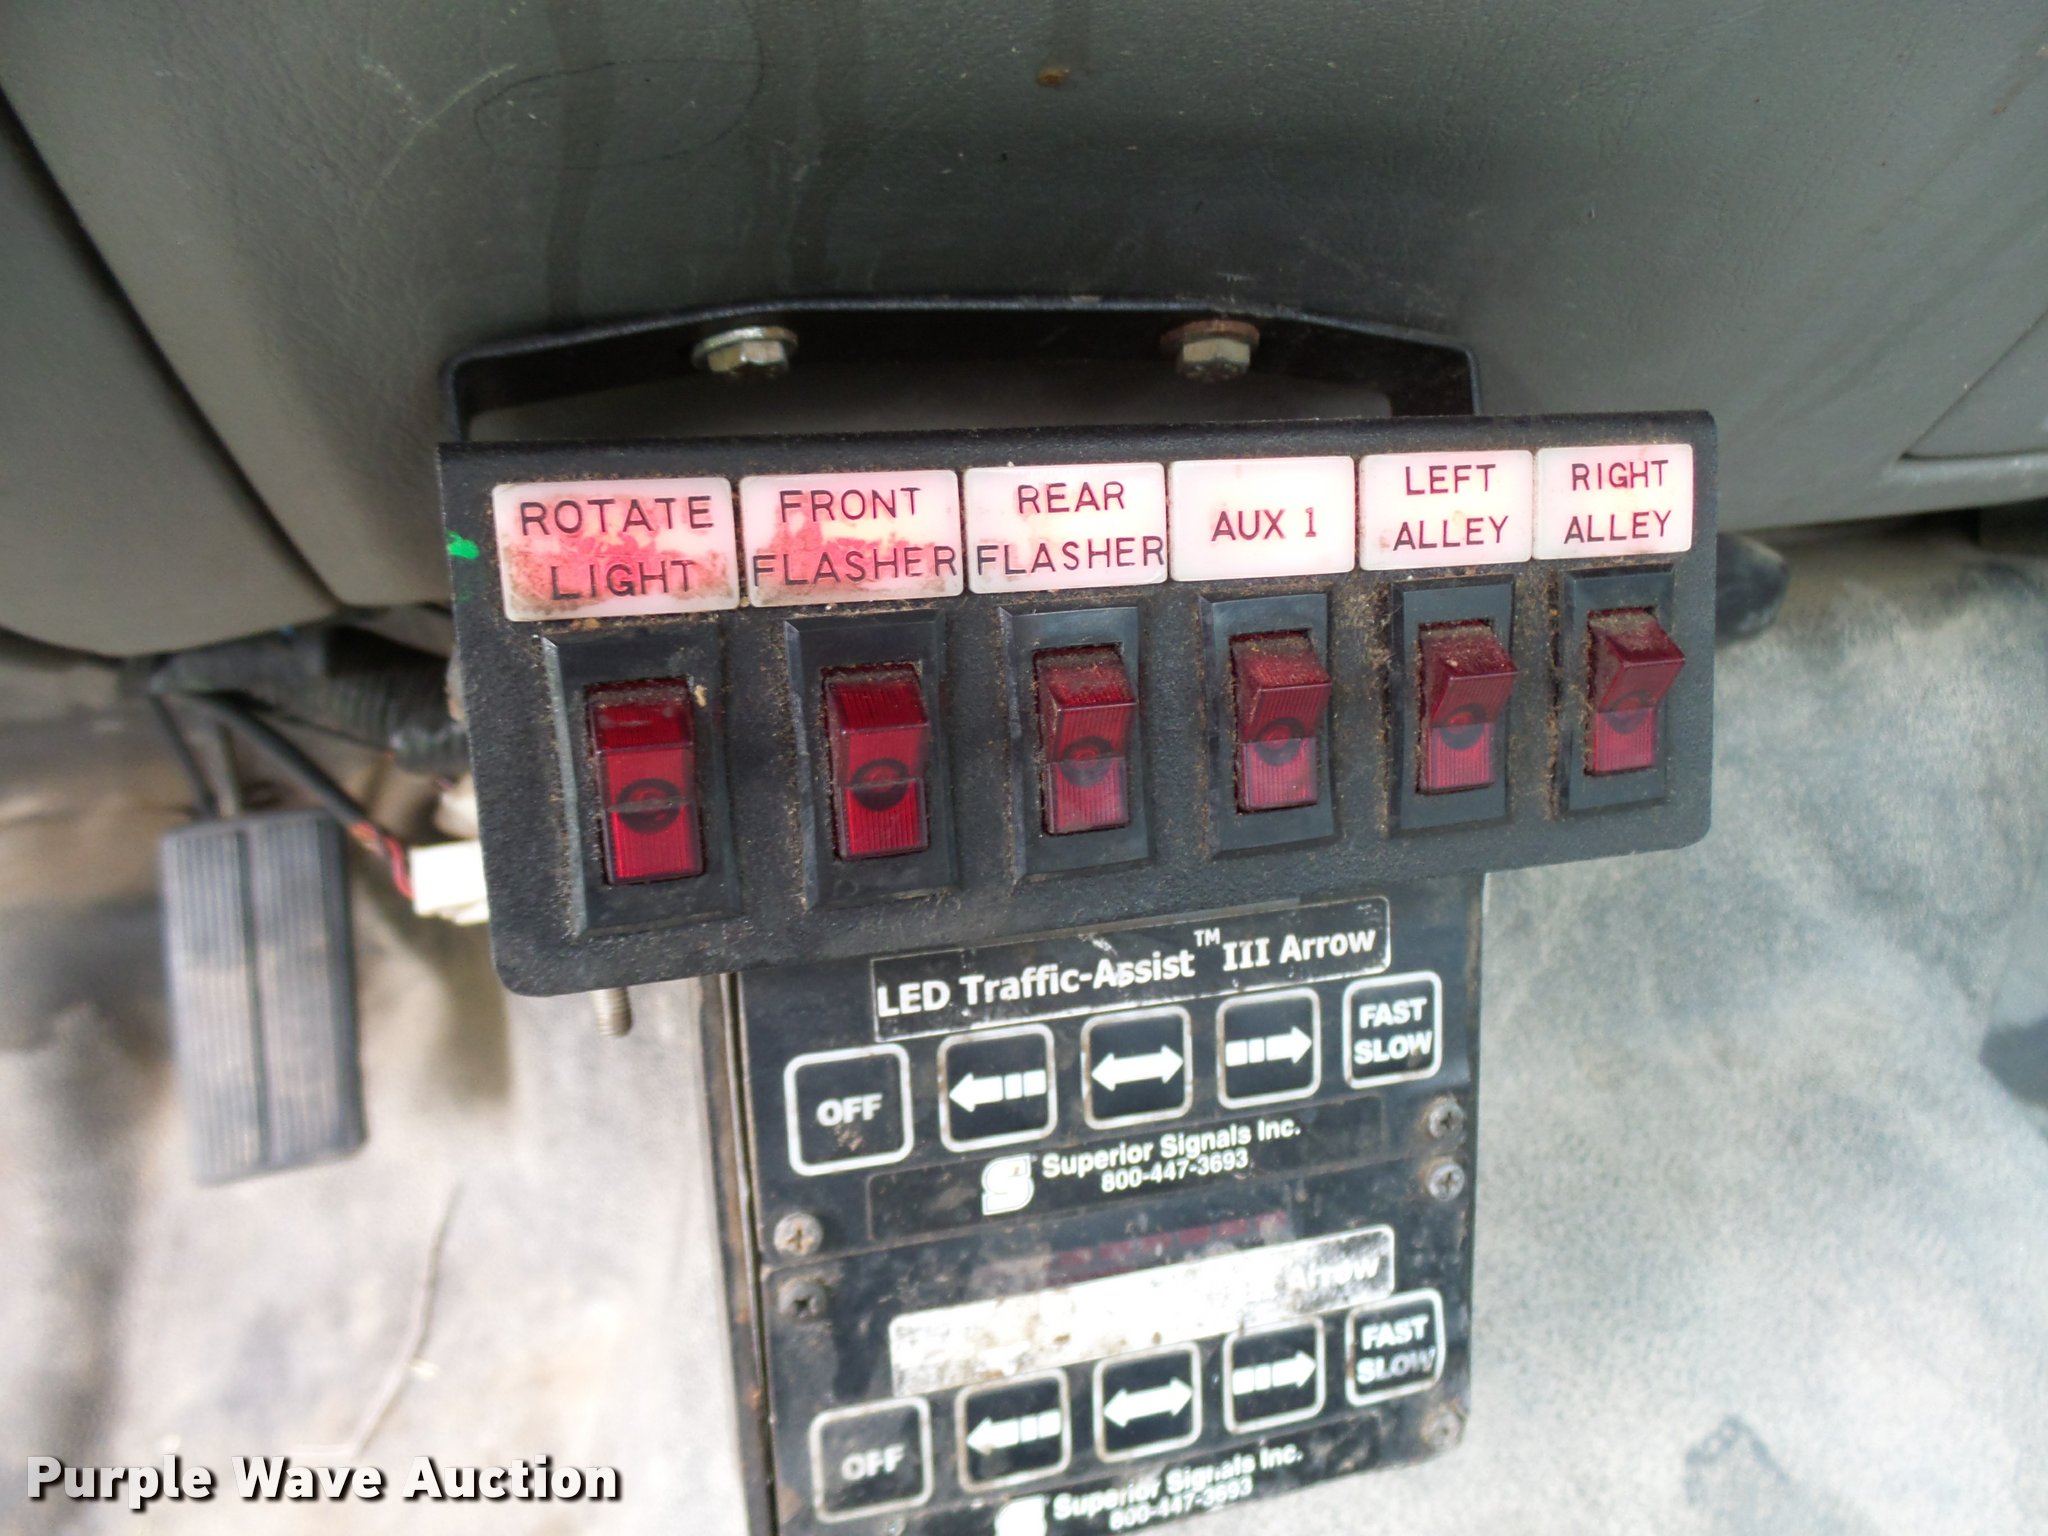 ROTATE
LIGHT
FRONT
FLASHER
REAR
FLASHER
AUX 1
LEFT
ALLEY
RIGHT
ALLEY
LED Traffic-Assist™ III Arrow
OFF
FAST
SLOW
Superior Signals Inc.
800-447-3693
Arrow
OFF
FAST
SLOW
Superior Signals Inc.
800-447-3693
Purple Wave Auction